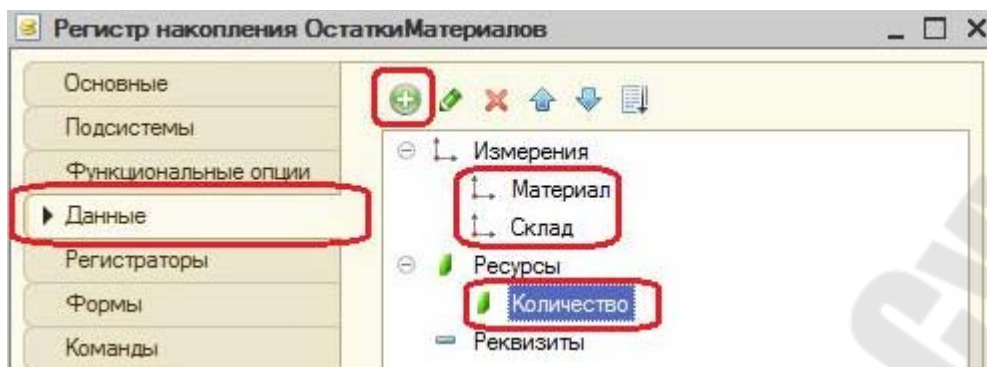 Регистр накопления ОстаткиМатериалов
Основные
Подсистемы
Функциональные опции
Данные
Регистраторы
Формы
Команды
Измерения
Материал
Склад
Ресурсы
Количество
Реквизиты